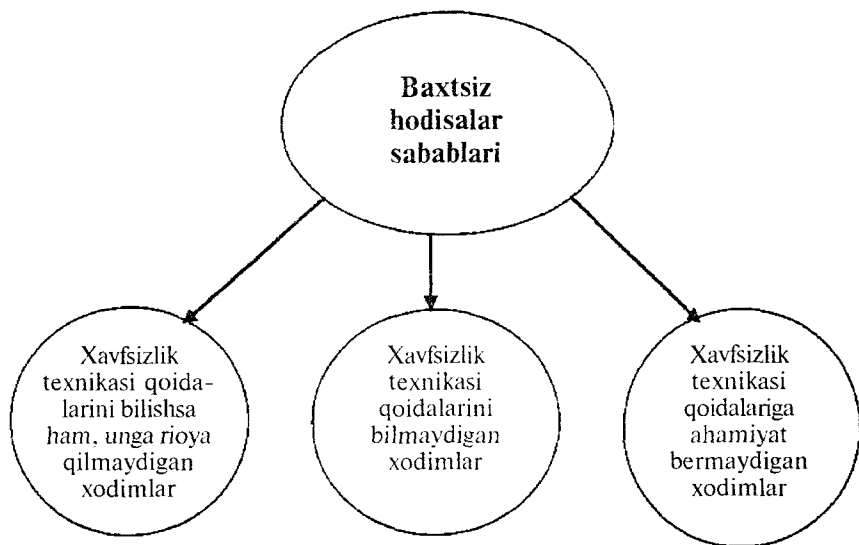 Baxtsiz
hodisalar
sabablari
Xavfsizlik
texnikasi qoida-
larini bilishsa
ham, unga rioya
qilmaydigan
xodimlar
Xavfsizlik
texnikasi
qoidalarini
bilmaydigan
xodimlar
Xavfsizlik
texnikasi
qoidalariga
ahamiyat
bermaydigan
xodimlar